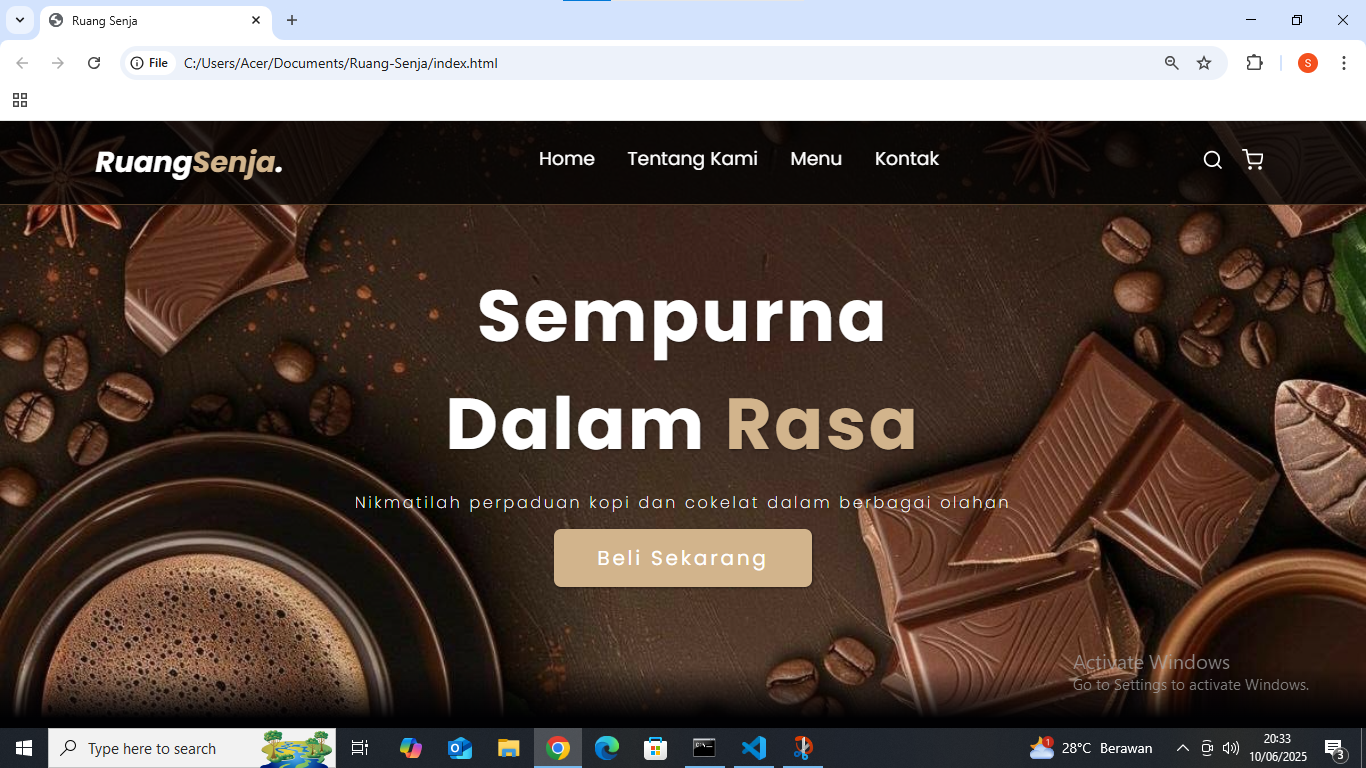 Ruang Senja
File
C:/Users/Acer/Documents/Ruang-Senja/index.html
S
RuangSenja.
Home
Tentang Kami
Menu
Kontak
Sempurna
Dalam Rasa
Nikmatilah perpaduan kopi dan cokelat dalam berbagai olahan
Beli Sekarang
Activate Windows
Go to Settings to activate Windows.
Type here to search
1
28°C Berawan
20:33
10/06/2025
3